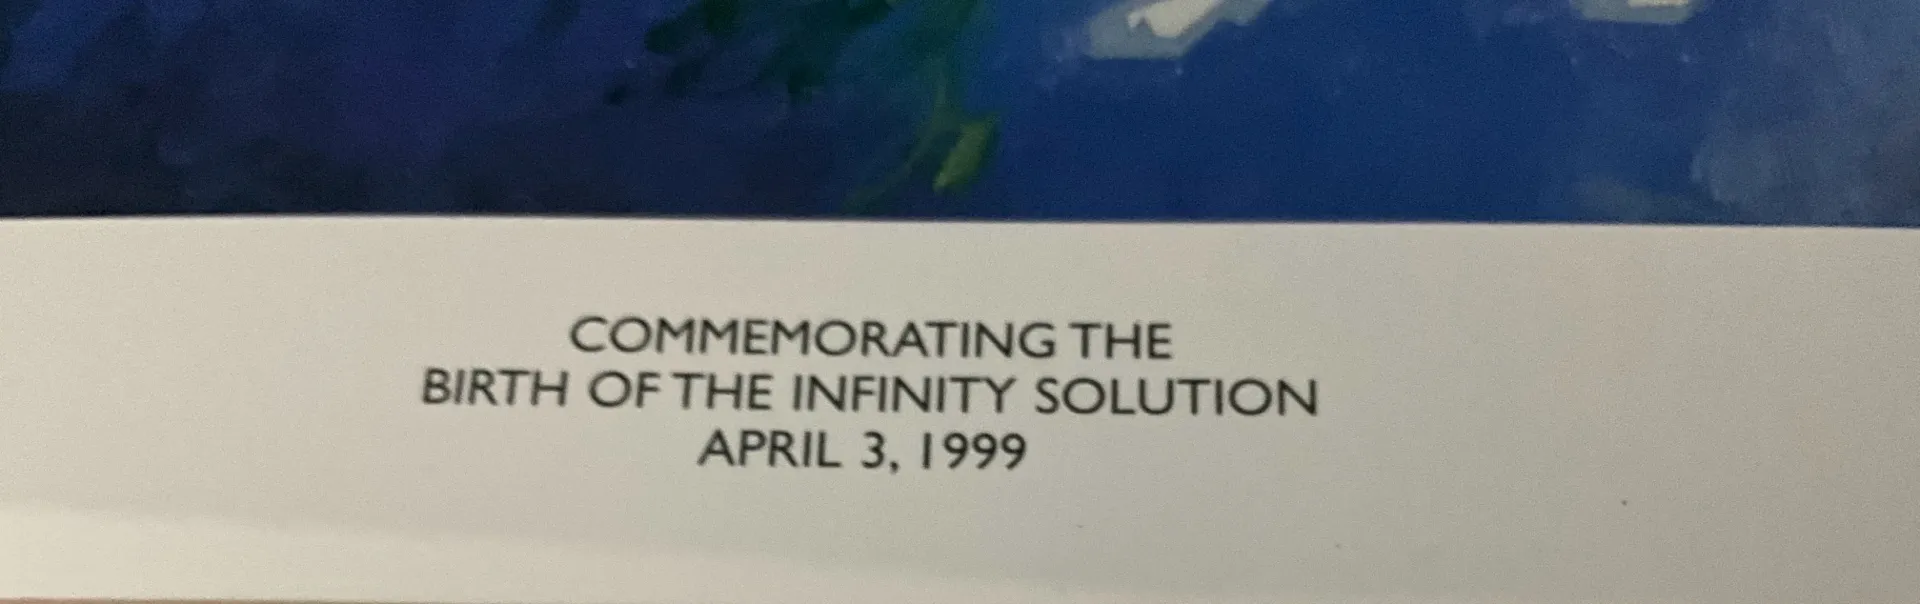 COMMEMORATING THE
BIRTH OF THE INFINITY SOLUTION
APRIL 3, 1999